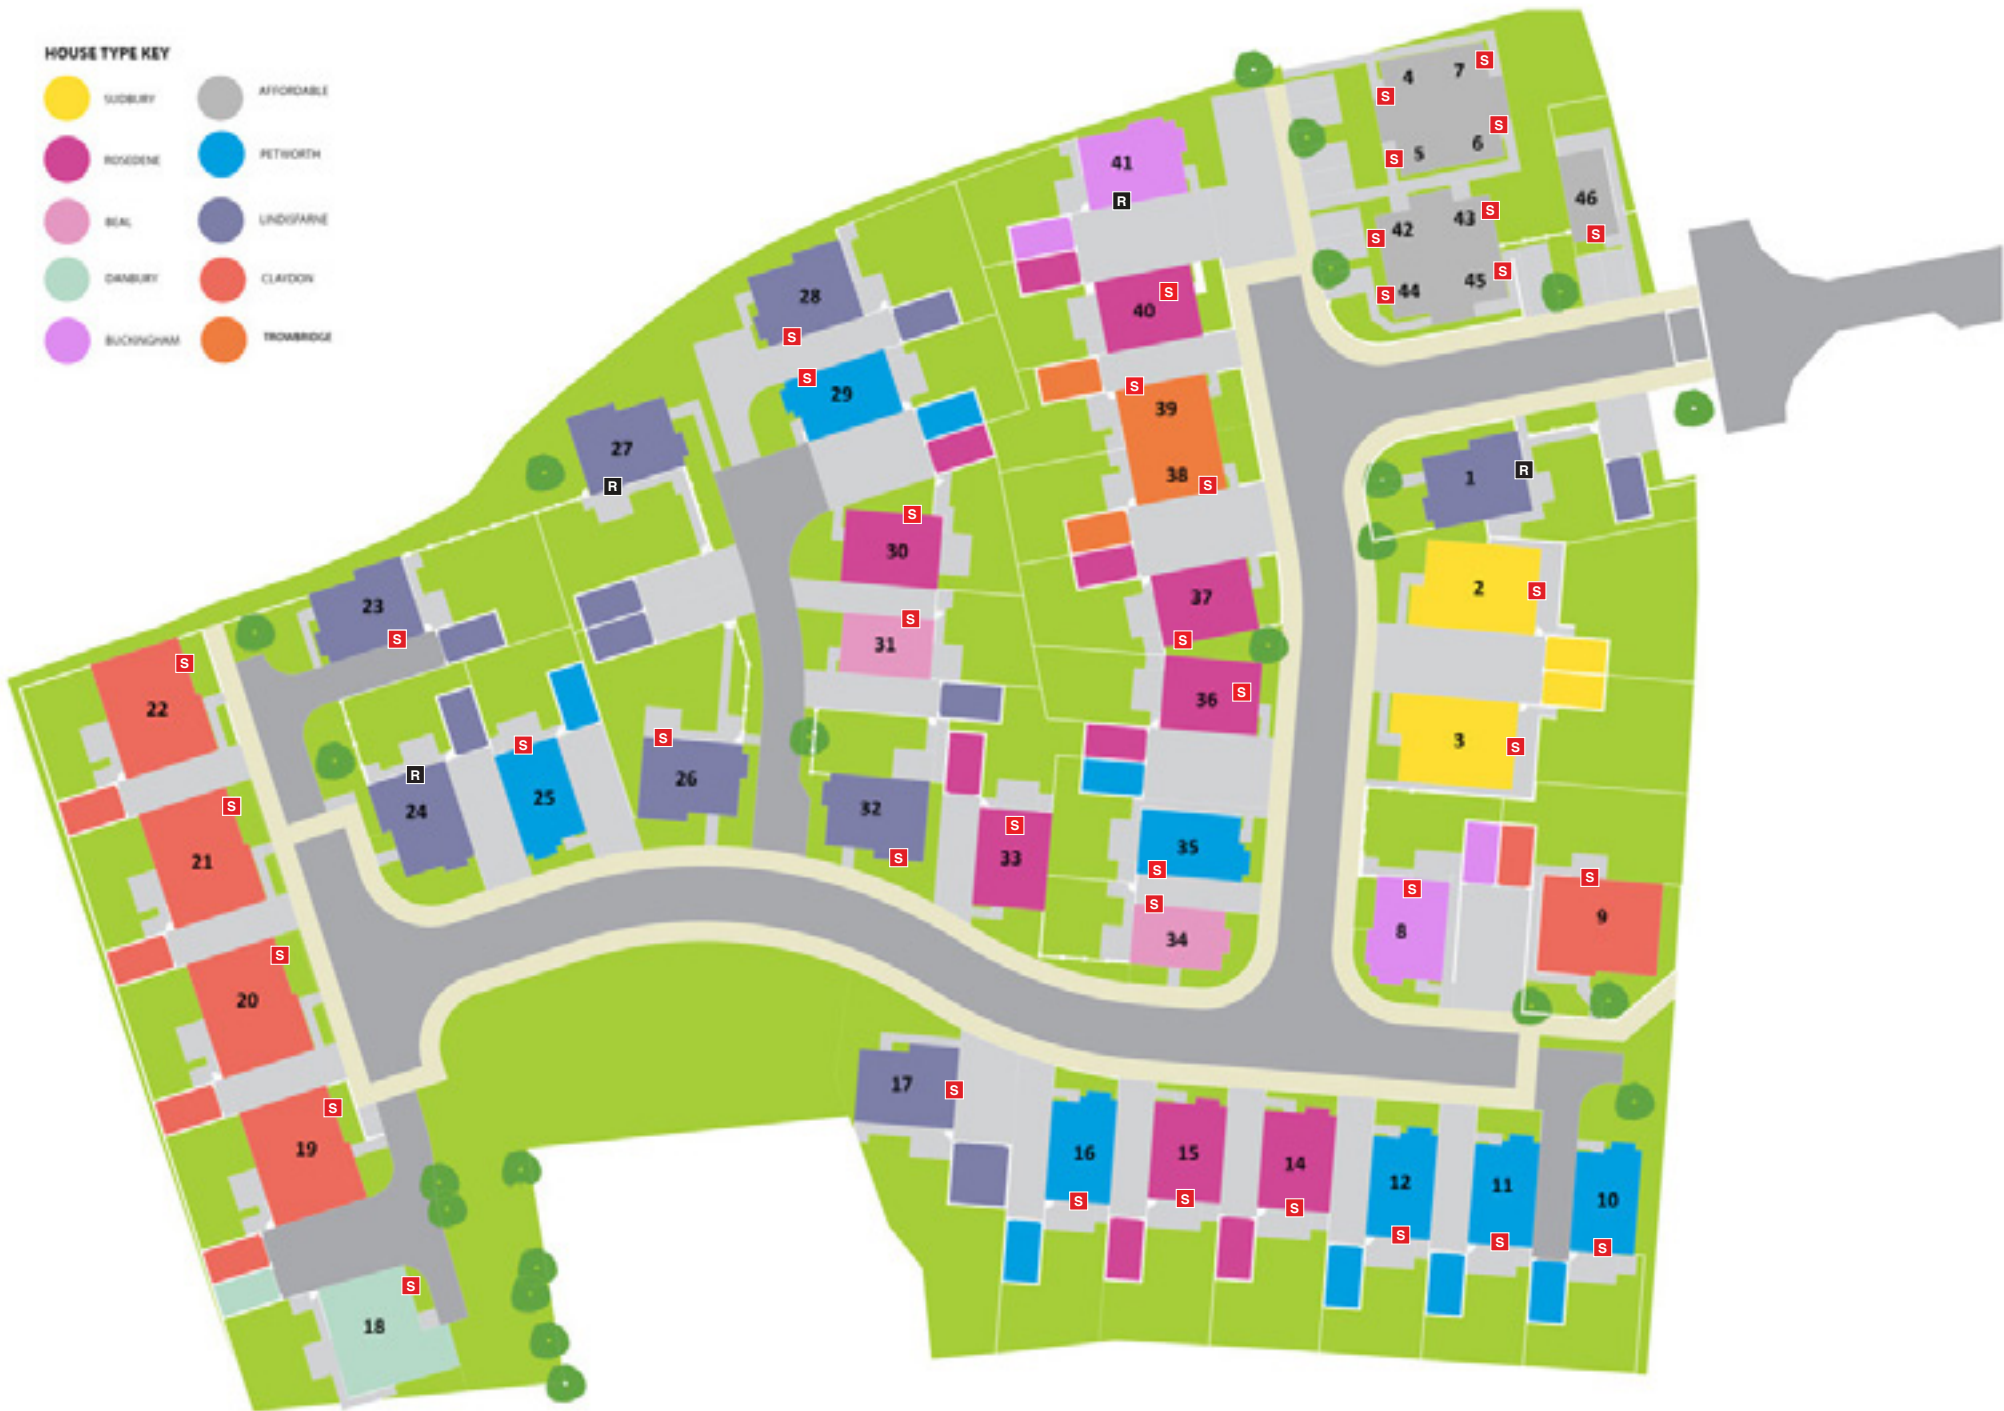 HOUSE TYPE KEY
SUDBURY
AFFORDABLE
ROSEDENE
PETWORTH
BEAL
LINDISFARNE
DANBURY
CLAYDON
BUCKINGHAM
TROWBRIDGE
4 7 S
S
S
5 6
S
41
R
46
S
42 43 S
S
45 S
S 44
28
S
40 S
S
29
S
39
38 S
27
R
1 R
S
30
37
S
2 S
23
S
S
31
S
22
36 S
S
26
S
25
R
24
3 S
S
21
32
S
S
33
35
S
S
34
S
8
S
9
S
20
17 S
S
19
16
S
15
S
14
S
12
S
11
S
10
S
S
18